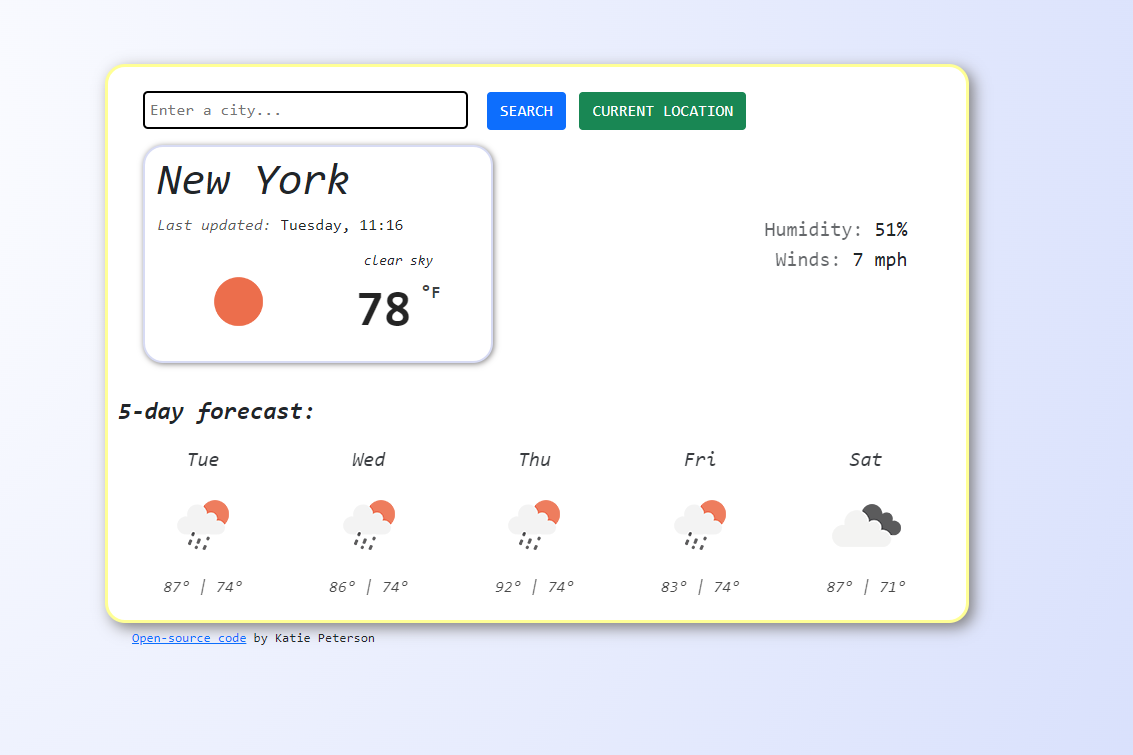 Enter a city... SEARCH CURRENT LOCATION
New York
Last updated: Tuesday, 11:16
clear sky
78 °F
Humidity: 51%
Winds: 7 mph
5-day forecast:
Tue Wed Thu Fri Sat
87° | 74° 86° | 74° 92° | 74° 83° | 74° 87° | 71°
Open-source code by Katie Peterson